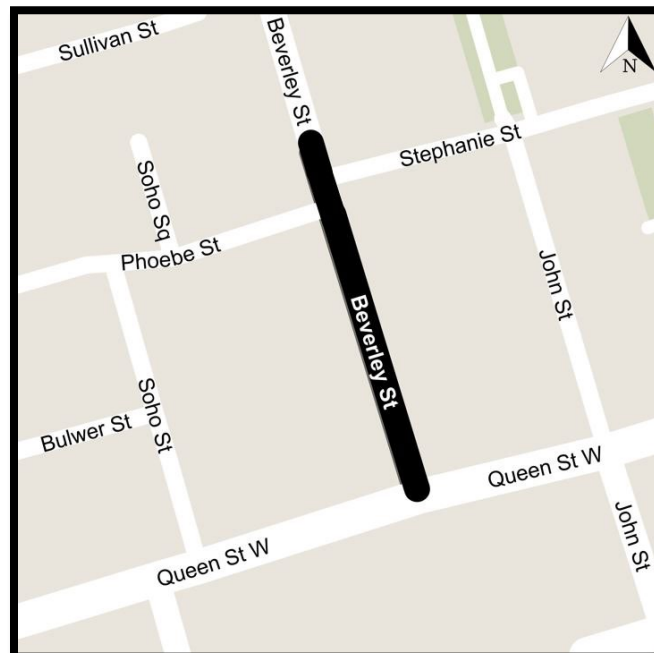 Sullivan St
Beverley St
N
Stephanie St
Soho Sq
Phoebe St
John St
Beverley St
Soho St
Bulwer St
Queen St W
Queen St W
John St